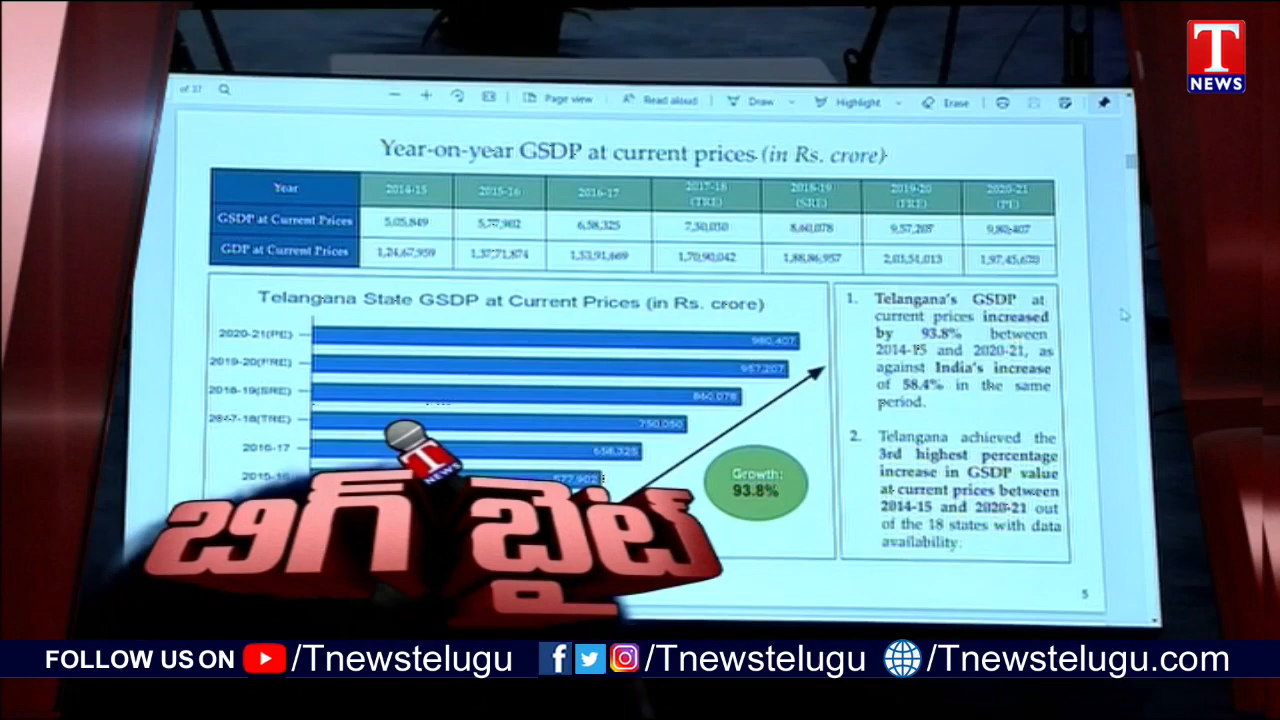 T
NEWS
of 37
Page view
Read aloud
Draw
Highlight
Erase
Year-on-year GSDP at current prices (in Rs. crore)
Year 2014-15 2015-16 2016-17 2017-18 (TRE) 2018-19 (SRE) 2019-20 (FRE) 2020-21 (PE)
GSDP at Current Prices 5,05,849 5,77,902 6,58,325 7,50,050 8,60,078 9,57,207 9,80,407
GDP at Current Prices 1,24,67,959 1,37,71,874 1,53,91,669 1,70,90,042 1,88,86,957 2,03,51,013 1,97,45,670
Telangana State GSDP at Current Prices (in Rs. crore)
2020-21(PE) 980,407
2019-20(FRE) 957,207
2018-19(SRE) 860,078
(TRE) 750,050
2016-17 658,325
577,902
Growth:
93.8%
1. Telangana's GSDP at
current prices increased
by 93.8% between
2014-15 and 2020-21, as
against India's increase
of 58.4% in the same
period.
2. Telangana achieved the
3rd highest percentage
increase in GSDP value
at current prices between
2014-15 and 2020-21 out
of the 18 states with data
availability.
5
T
NEWS
బిగ్ బైట్
FOLLOW US ON /Tnewstelugu /Tnewstelugu /Tnewstelugu.com